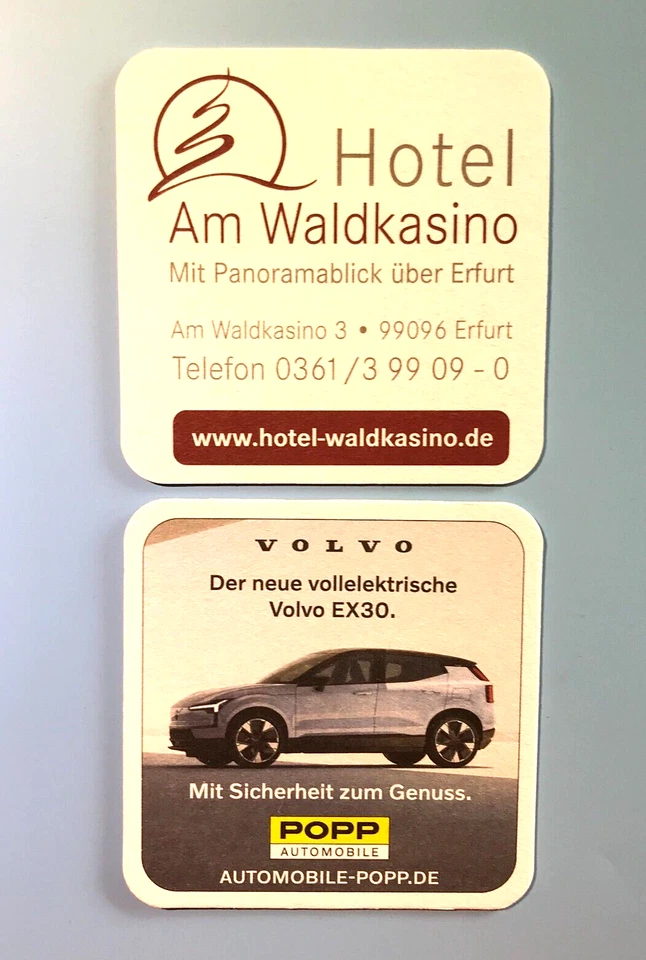 Hotel
Am Waldkasino
Mit Panoramablick über Erfurt
Am Waldkasino 3 • 99096 Erfurt
Telefon 0361/3 99 09 - 0
www.hotel-waldkasino.de
VOLVO
Der neue vollelektrische
Volvo EX30.
Mit Sicherheit zum Genuss.
POPP
AUTOMOBILE
AUTOMOBILE-POPP.DE